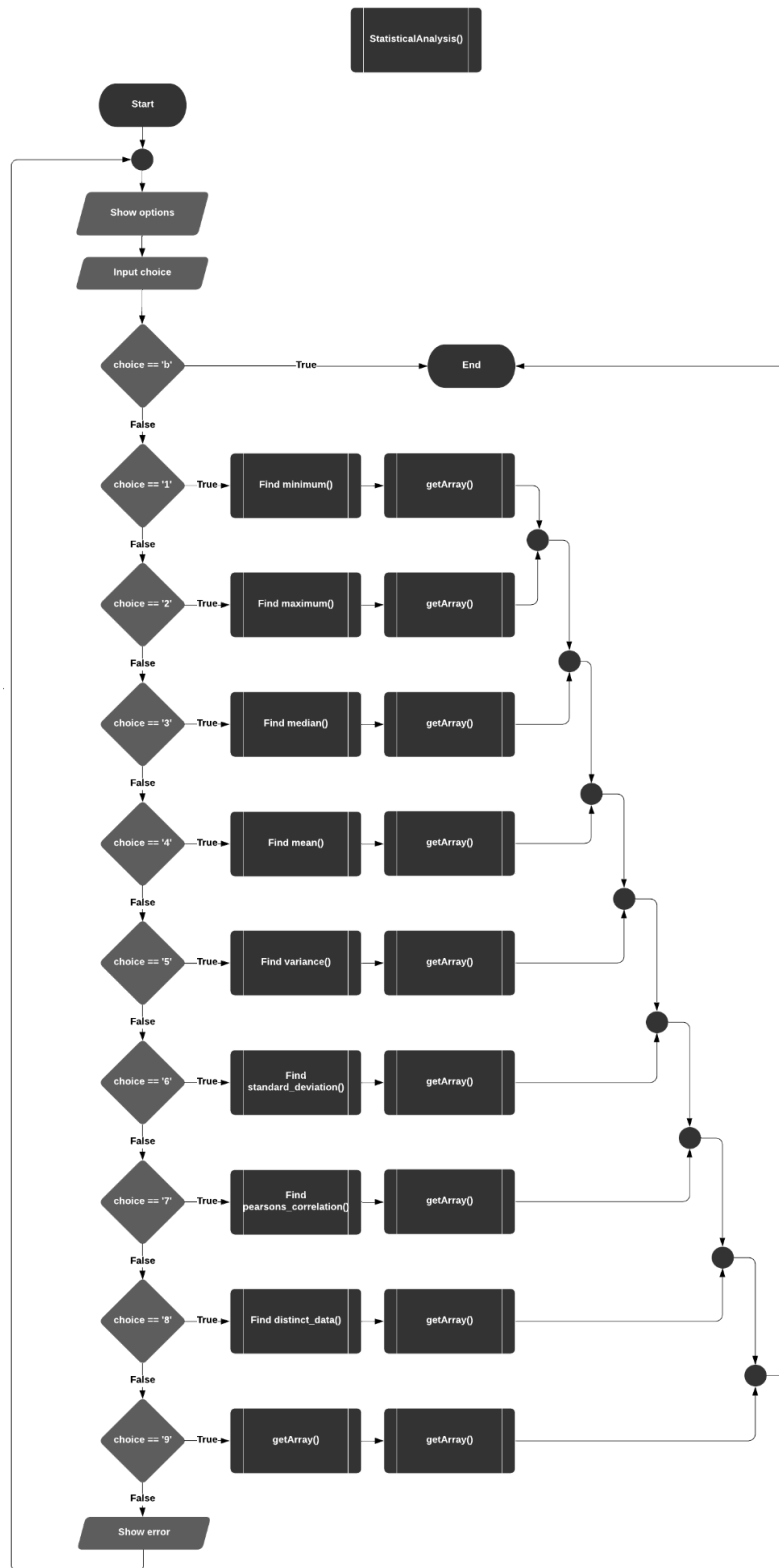 StatisticalAnalysis()
Start
Show options
Input choice
choice == 'b'
True
End
False
choice == '1'
True
Find minimum()
getArray()
False
choice == '2'
True
Find maximum()
getArray()
False
choice == '3'
True
Find median()
getArray()
False
choice == '4'
True
Find mean()
getArray()
False
choice == '5'
True
Find variance()
getArray()
False
choice == '6'
True
Find
standard_deviation()
getArray()
False
choice == '7'
True
Find
pearsons_correlation()
getArray()
False
choice == '8'
True
Find distinct_data()
getArray()
False
choice == '9'
True
getArray()
getArray()
False
Show error